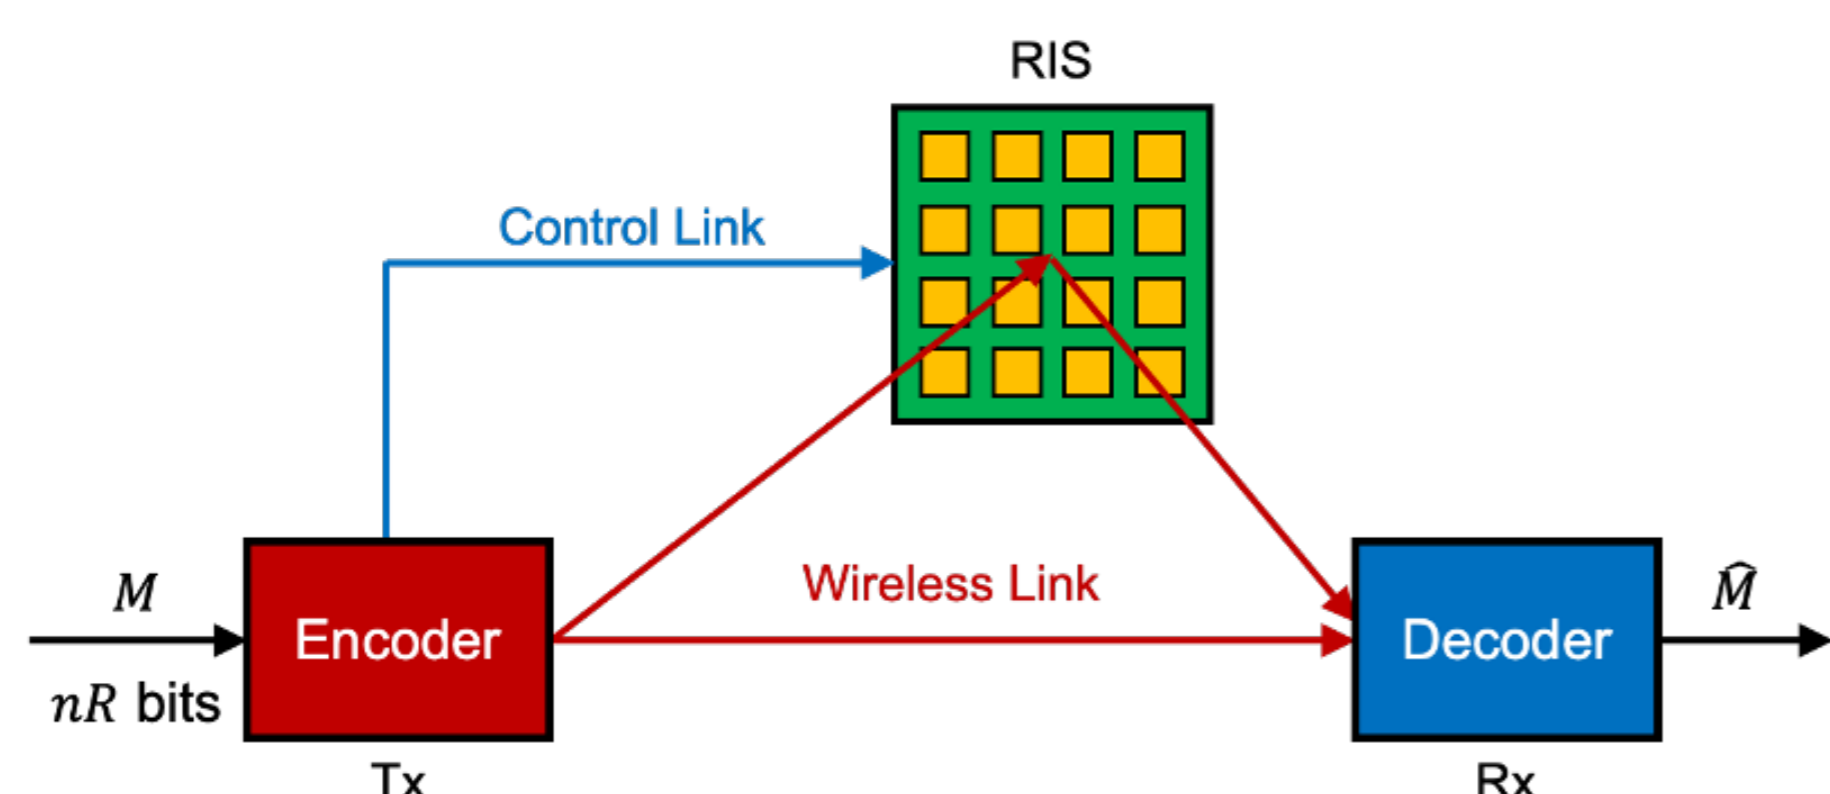 RIS
Control Link
Wireless Link
M
Encoder
Decoder
M̂
nR bits
Tx
Rx